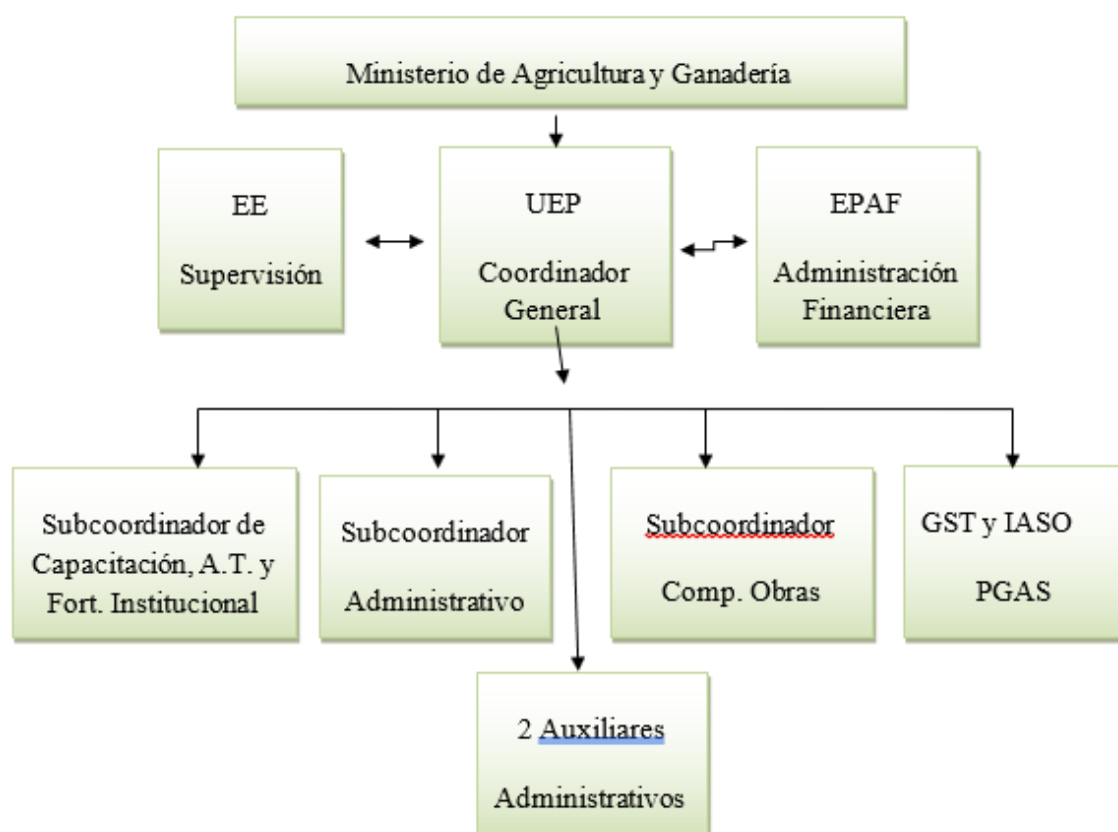 Ministerio de Agricultura y Ganadería
EE
Supervisión
UEP
Coordinador
General
EPAF
Administración
Financiera
Subcoordinador de
Capacitación, A.T. y
Fort. Institucional
Subcoordinador
Administrativo
Subcoordinador
Comp. Obras
GST y IASO
PGAS
2 Auxiliares
Administrativos